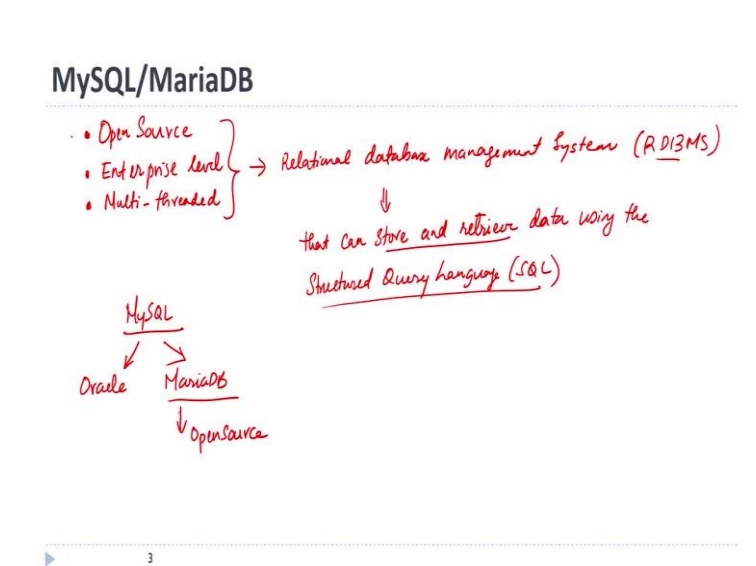 MySQL/MariaDB
• Open Source
• Enterprise level
• Multi-threaded
→ Relational database management System (RDBMS)
⇓
that can store and retrieve data using the
Structured Query Language (SQL)
MySQL
Oracle MariaDB
↓ OpenSource
3